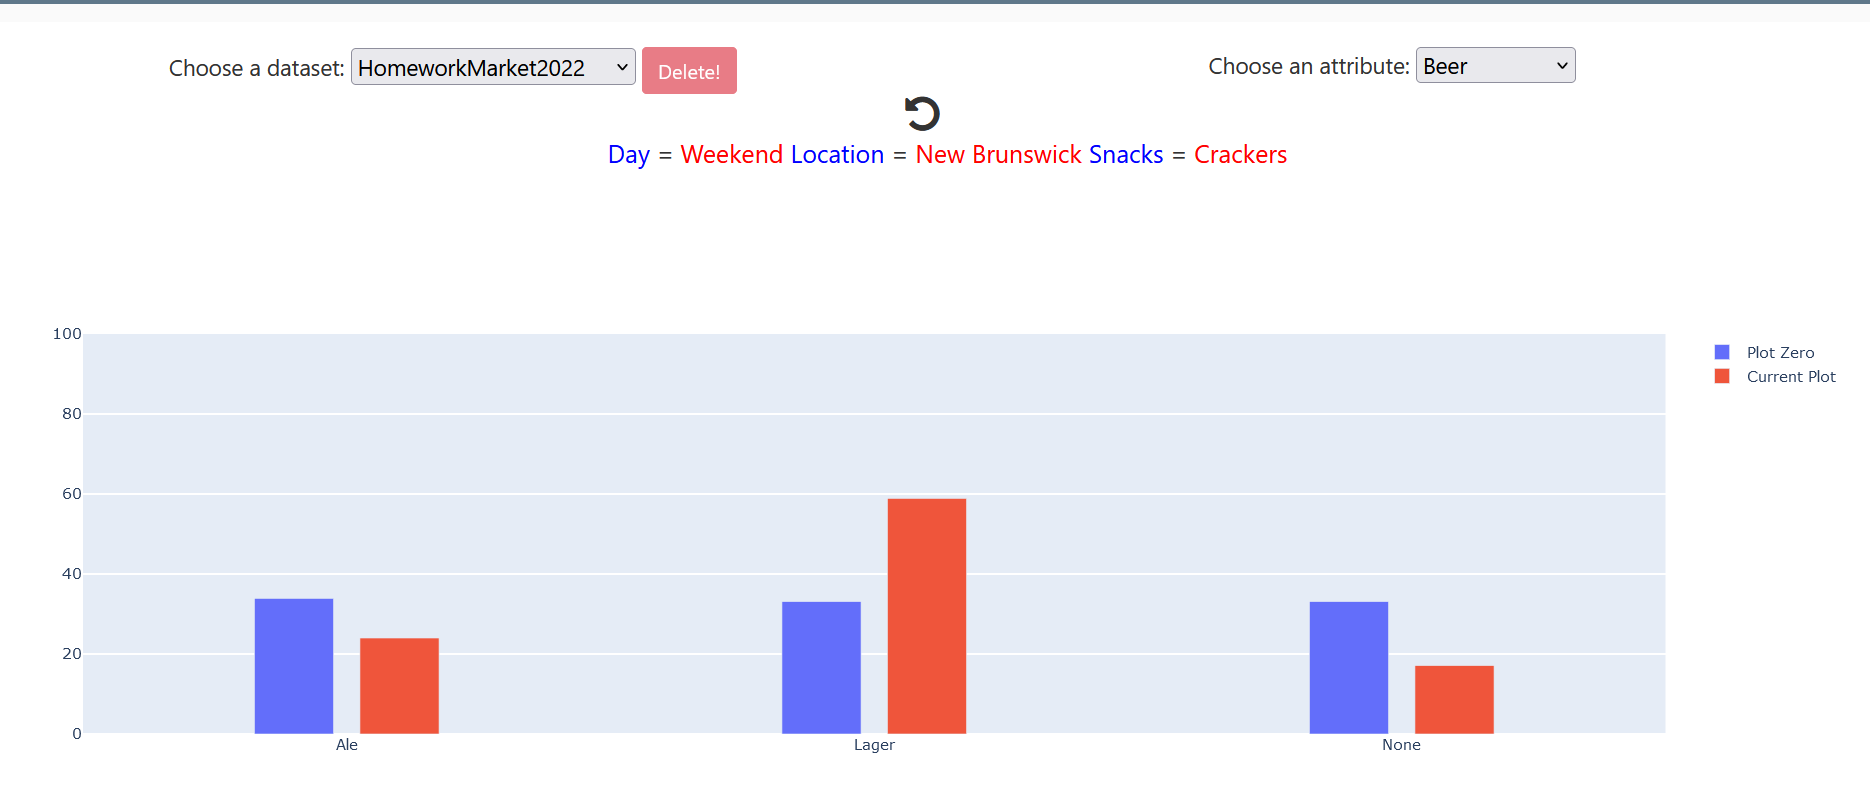 Choose a dataset: HomeworkMarket2022 Delete! Choose an attribute: Beer
Day = Weekend Location = New Brunswick Snacks = Crackers
100
80
60
40
20
0
Ale Lager None
Plot Zero
Current Plot